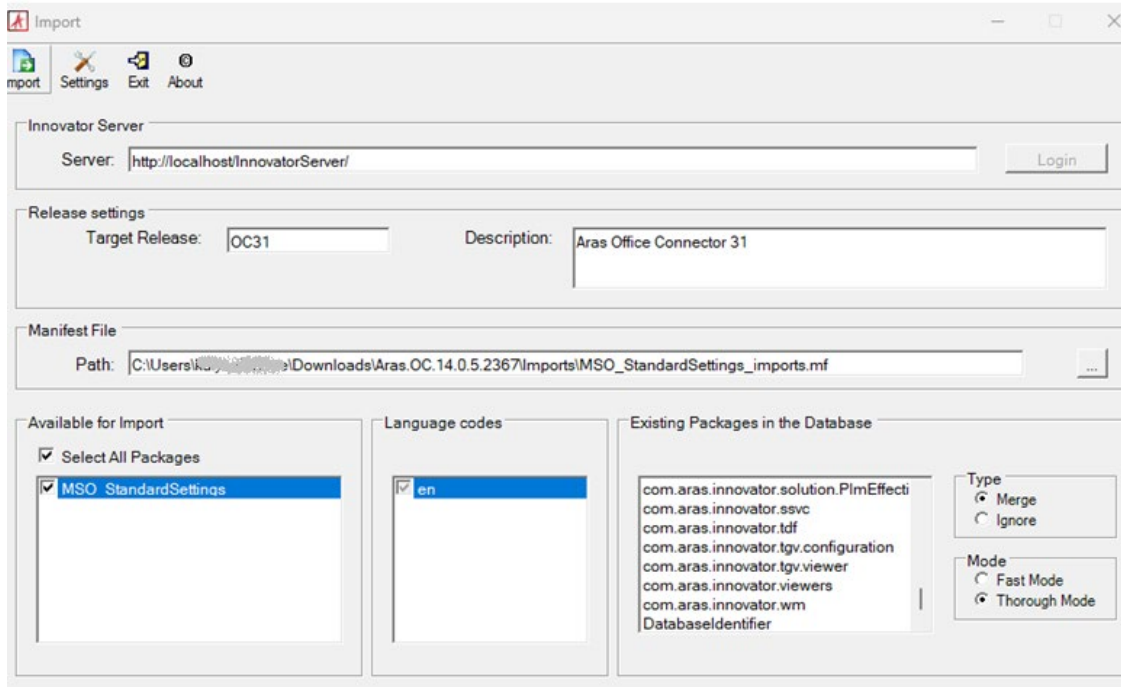 Import
mport Settings Exit About
Innovator Server
Server: http://localhost/InnovatorServer/ Login
Release settings
Target Release: OC31 Description: Aras Office Connector 31
Manifest File
Path: C:\Users\ \Downloads\Aras.OC.14.0.5.2367\Imports\MSO_StandardSettings_imports.mf ...
Available for Import
Select All Packages
MSO_StandardSettings
Language codes
en
Existing Packages in the Database
com.aras.innovator.solution.PlmEffecti
com.aras.innovator.ssvc
com.aras.innovator.tdf
com.aras.innovator.tgv.configuration
com.aras.innovator.tgv.viewer
com.aras.innovator.viewers
com.aras.innovator.wm
DatabaseIdentifier
Type
Merge
Ignore
Mode
Fast Mode
Thorough Mode